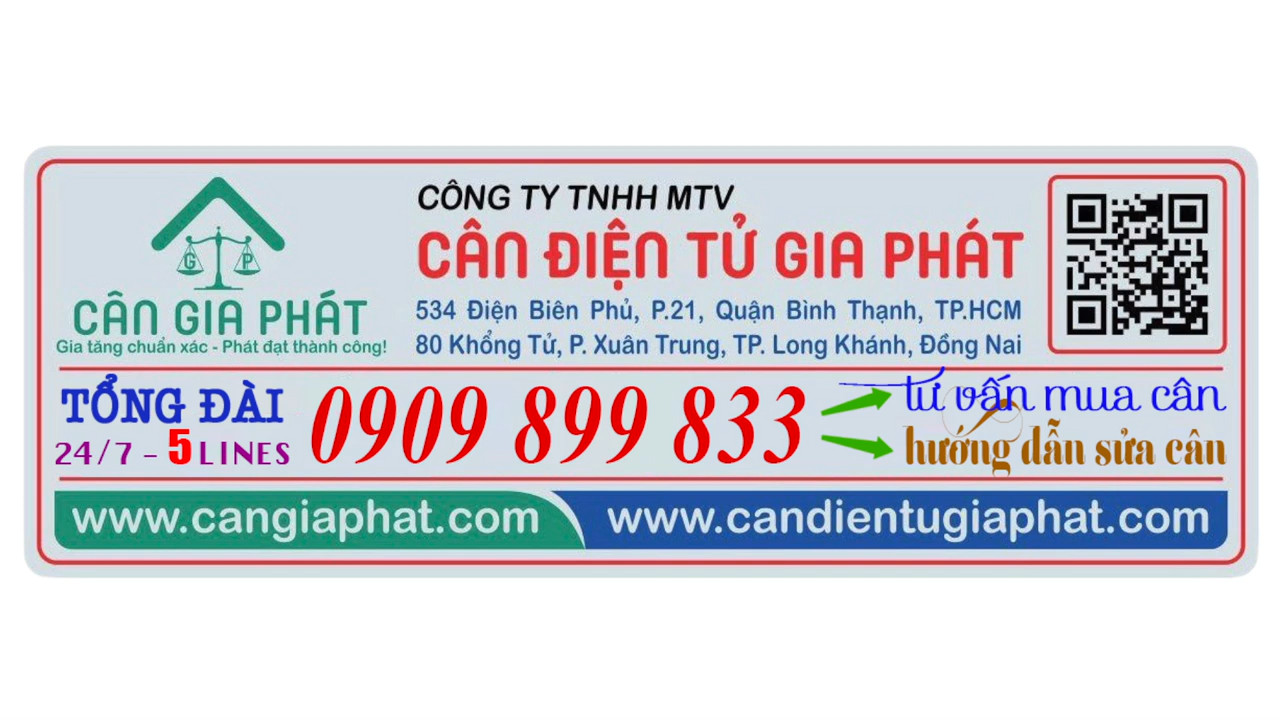 G P
CÂN GIA PHÁT
Gia tăng chuẩn xác - Phát đạt thành công!
CÔNG TY TNHH MTV
CÂN ĐIỆN TỬ GIA PHÁT
534 Điện Biên Phủ, P.21, Quận Bình Thạnh, TP.HCM
80 Khổng Tử, P. Xuân Trung, TP. Long Khánh, Đồng Nai
TỔNG ĐÀI
24/7 - 5 LINES
0909 899 833
tư vấn mua cân
hướng dẫn sửa cân
www.cangiaphat.com
www.candientugiaphat.com